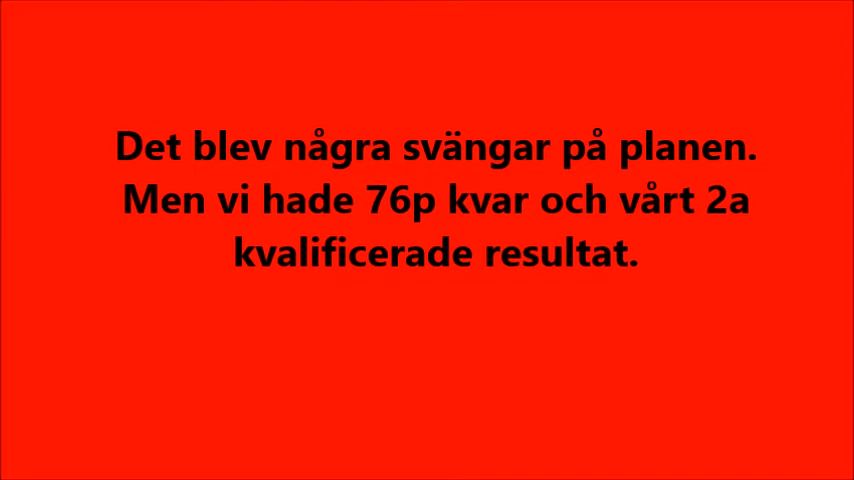 Det blev några svängar på planen.
Men vi hade 76p kvar och vårt 2a
kvalificerade resultat.